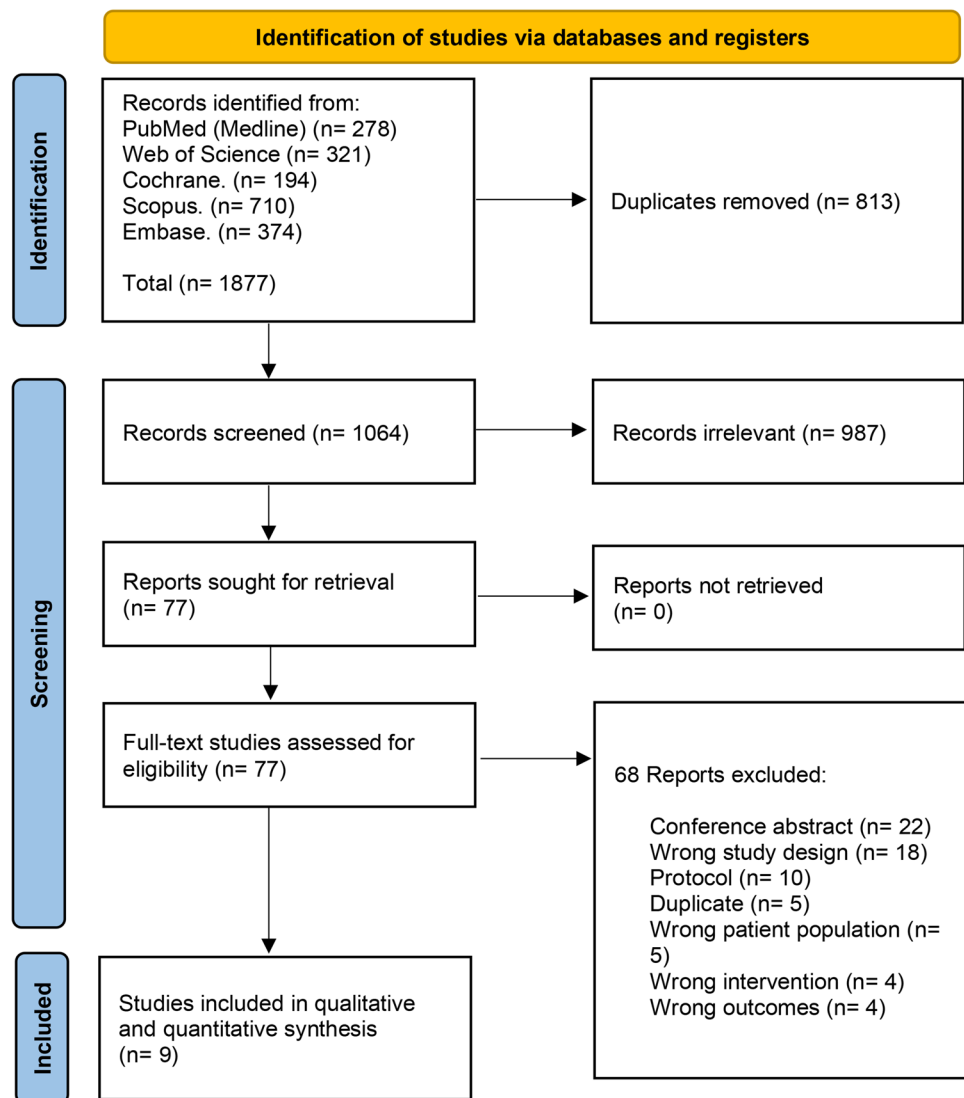 Identification of studies via databases and registers
Identification
Records identified from:
PubMed (Medline) (n= 278)
Web of Science (n= 321)
Cochrane. (n= 194)
Scopus. (n= 710)
Embase. (n= 374)
Total (n= 1877)
Duplicates removed (n= 813)
Screening
Records screened (n= 1064)
Records irrelevant (n= 987)
Reports sought for retrieval
(n= 77)
Reports not retrieved
(n= 0)
Full-text studies assessed for
eligibility (n= 77)
68 Reports excluded:
Conference abstract (n= 22)
Wrong study design (n= 18)
Protocol (n= 10)
Duplicate (n= 5)
Wrong patient population (n=
5)
Wrong intervention (n= 4)
Wrong outcomes (n= 4)
Included
Studies included in qualitative
and quantitative synthesis
(n= 9)